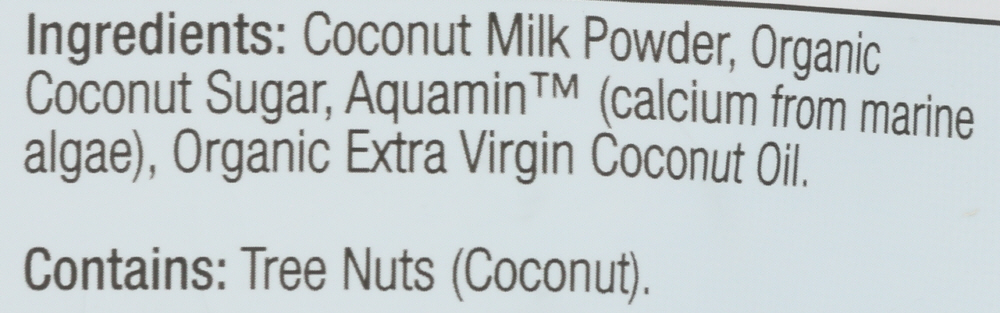 Ingredients: Coconut Milk Powder, Organic
Coconut Sugar, Aquamin™ (calcium from marine
algae), Organic Extra Virgin Coconut Oil.
Contains: Tree Nuts (Coconut).